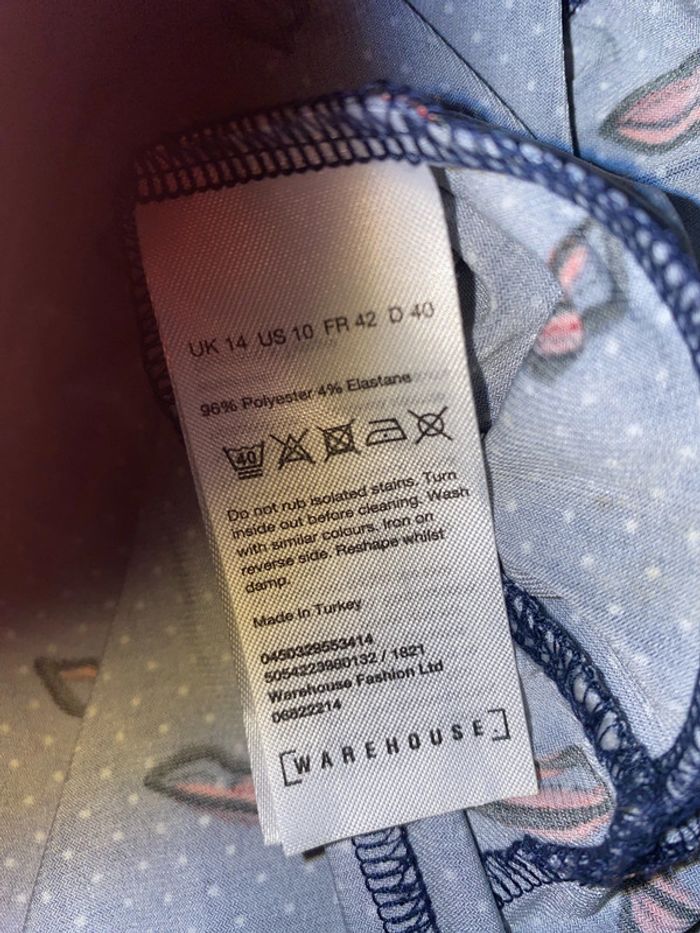 UK 14 US 10 FR 42 D 40
96% Polyester 4% Elastane
40
Do not rub isolated stains. Turn
inside out before cleaning. Wash
with similar colours. Iron on
reverse side. Reshape whilst
damp.
Made in Turkey
0450329553414
5054223980132 / 1821
Warehouse Fashion Ltd
06822214
[WAREHOUSE]